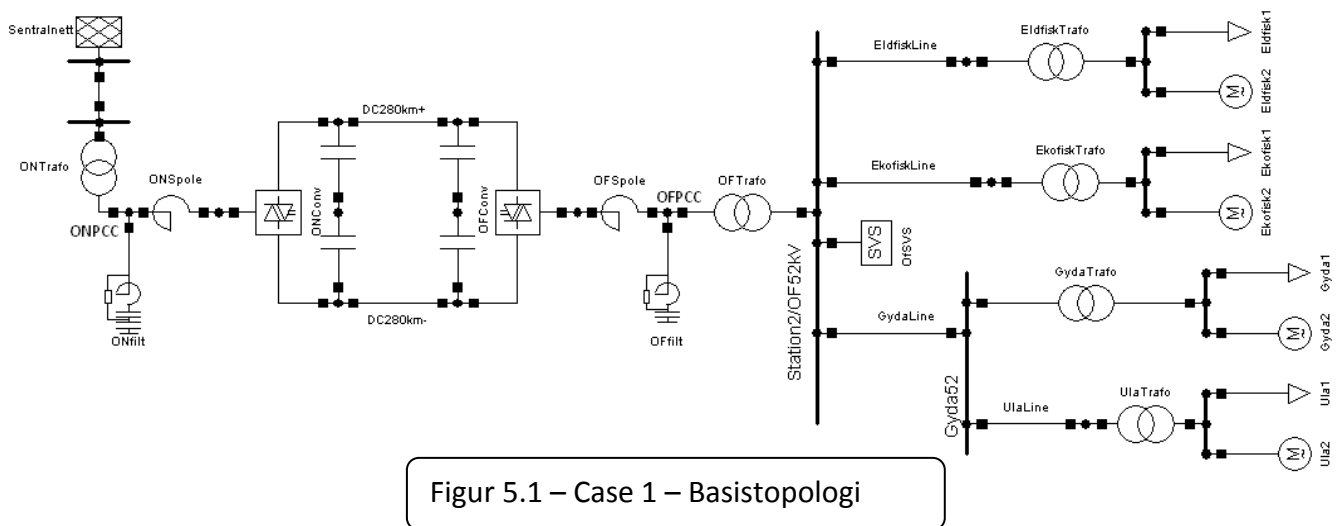 Sentralnett
ONTrafo
ONSpole
ONPCC
ONfilt
DC280km+
ONConv
OFConv
DC280km-
OFSpole
OFPCC
OFTrafo
OFfilt
Station2/OF52kV
SVS
OfSVS
EldfiskLine
EldfiskTrafo
Eldfisk1
M~
Eldfisk2
EkofiskLine
EkofiskTrafo
Ekofisk1
M~
Ekofisk2
GydaLine
Gyda52
GydaTrafo
Gyda1
M~
Gyda2
UlaLine
UlaTrafo
Ula1
M~
Ula2
Figur 5.1 – Case 1 – Basistopologi